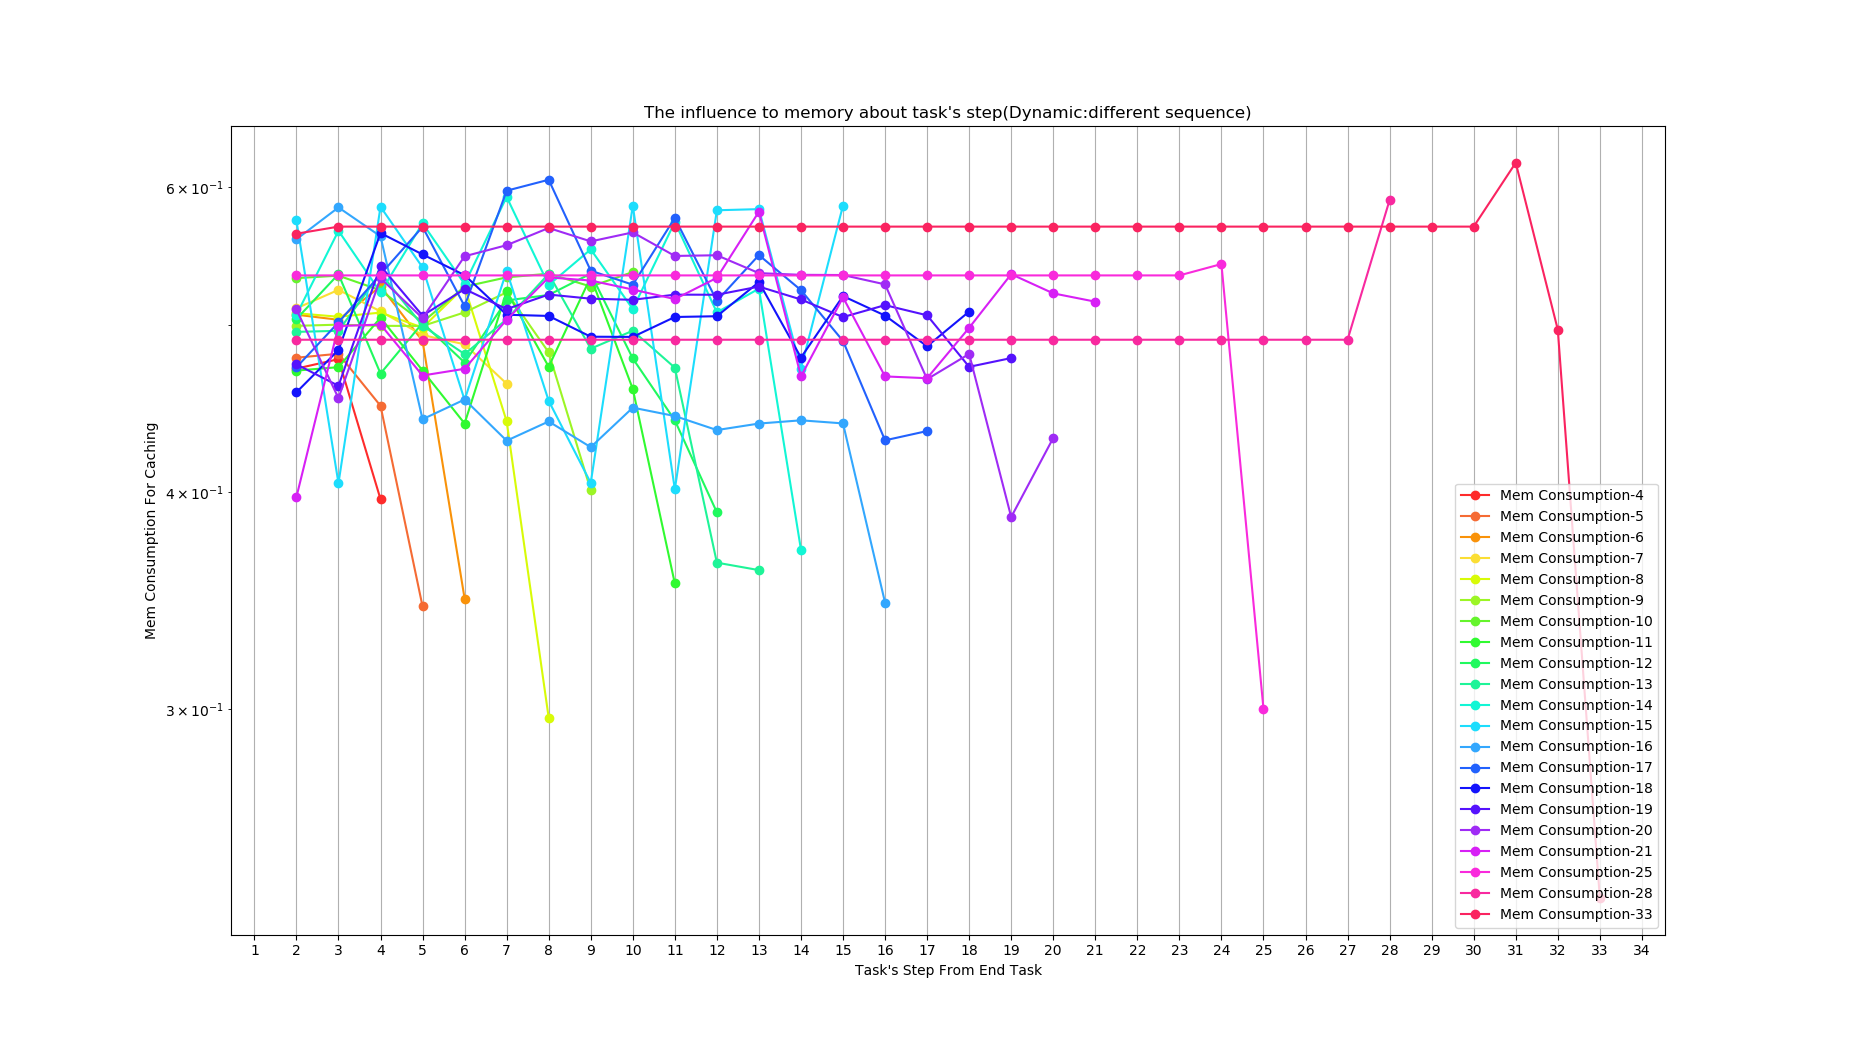 The influence to memory about task's step(Dynamic:different sequence)
6 × 10⁻¹
4 × 10⁻¹
3 × 10⁻¹
Mem Consumption For Caching
Mem Consumption-4
Mem Consumption-5
Mem Consumption-6
Mem Consumption-7
Mem Consumption-8
Mem Consumption-9
Mem Consumption-10
Mem Consumption-11
Mem Consumption-12
Mem Consumption-13
Mem Consumption-14
Mem Consumption-15
Mem Consumption-16
Mem Consumption-17
Mem Consumption-18
Mem Consumption-19
Mem Consumption-20
Mem Consumption-21
Mem Consumption-25
Mem Consumption-28
Mem Consumption-33
1 2 3 4 5 6 7 8 9 10 11 12 13 14 15 16 17 18 19 20 21 22 23 24 25 26 27 28 29 30 31 32 33 34
Task's Step From End Task